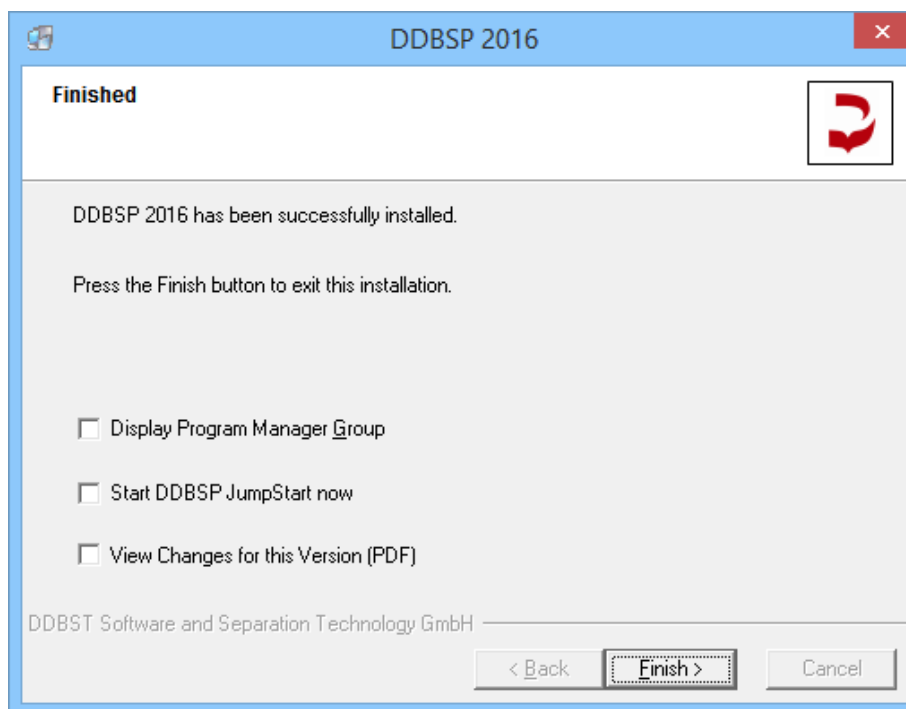 DDBSP 2016
Finished
DDBSP 2016 has been successfully installed.
Press the Finish button to exit this installation.
Display Program Manager Group
Start DDBSP JumpStart now
View Changes for this Version (PDF)
DDBST Software and Separation Technology GmbH
< Back
Finish >
Cancel